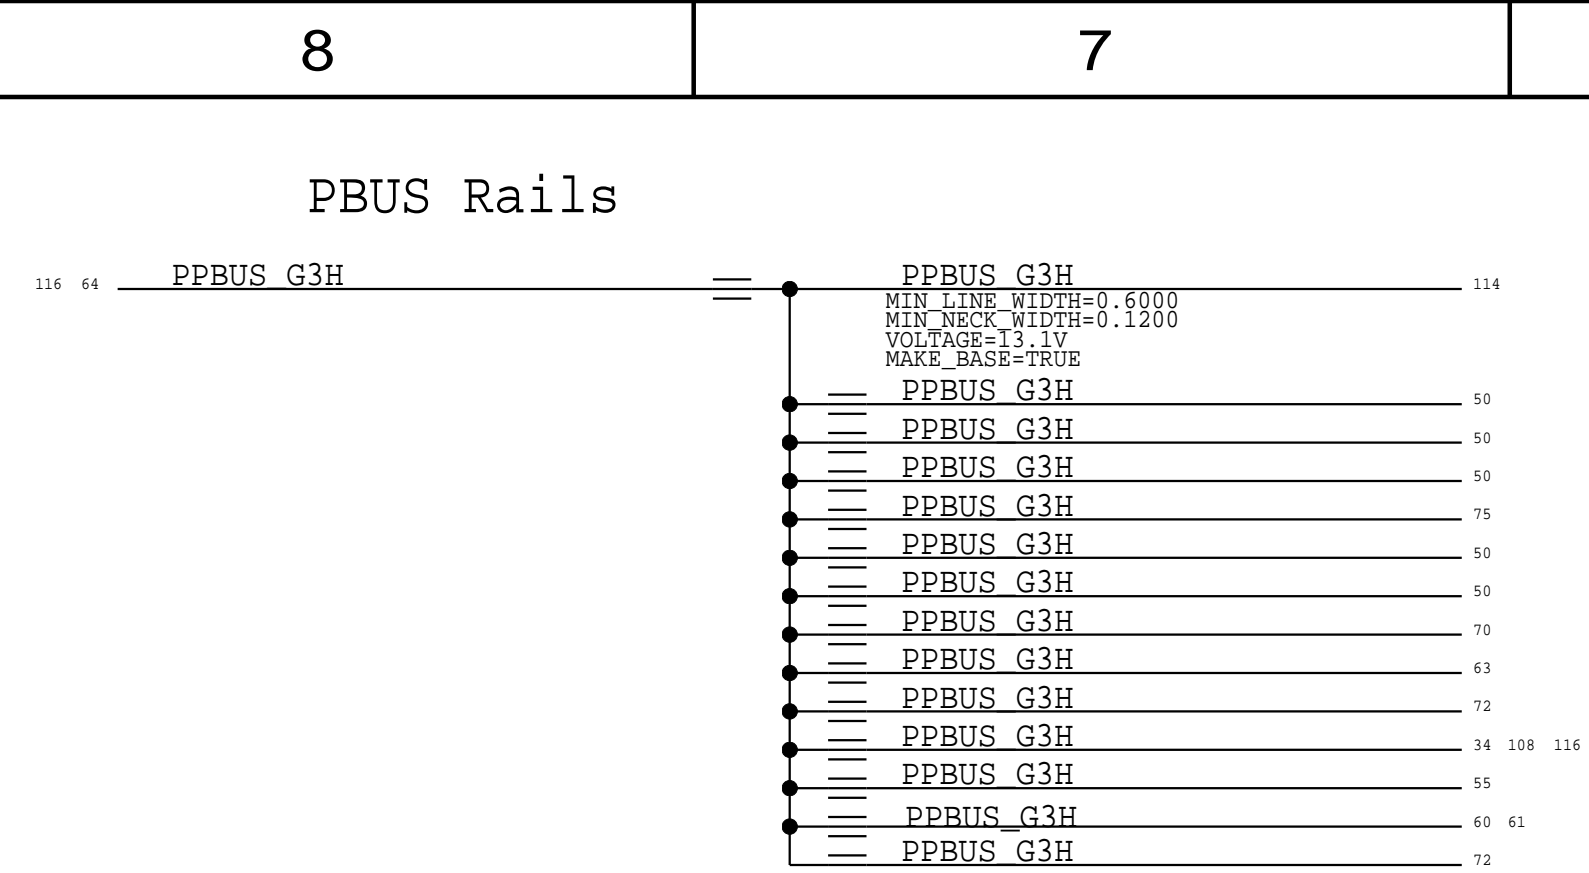 8 7
PBUS Rails
116 64 PPBUS_G3H PPBUS_G3H 114
MIN_LINE_WIDTH=0.6000
MIN_NECK_WIDTH=0.1200
VOLTAGE=13.1V
MAKE_BASE=TRUE
PPBUS_G3H 50
PPBUS_G3H 50
PPBUS_G3H 50
PPBUS_G3H 75
PPBUS_G3H 50
PPBUS_G3H 50
PPBUS_G3H 70
PPBUS_G3H 63
PPBUS_G3H 72
PPBUS_G3H 34 108 116
PPBUS_G3H 55
PPBUS_G3H 60 61
PPBUS_G3H 72